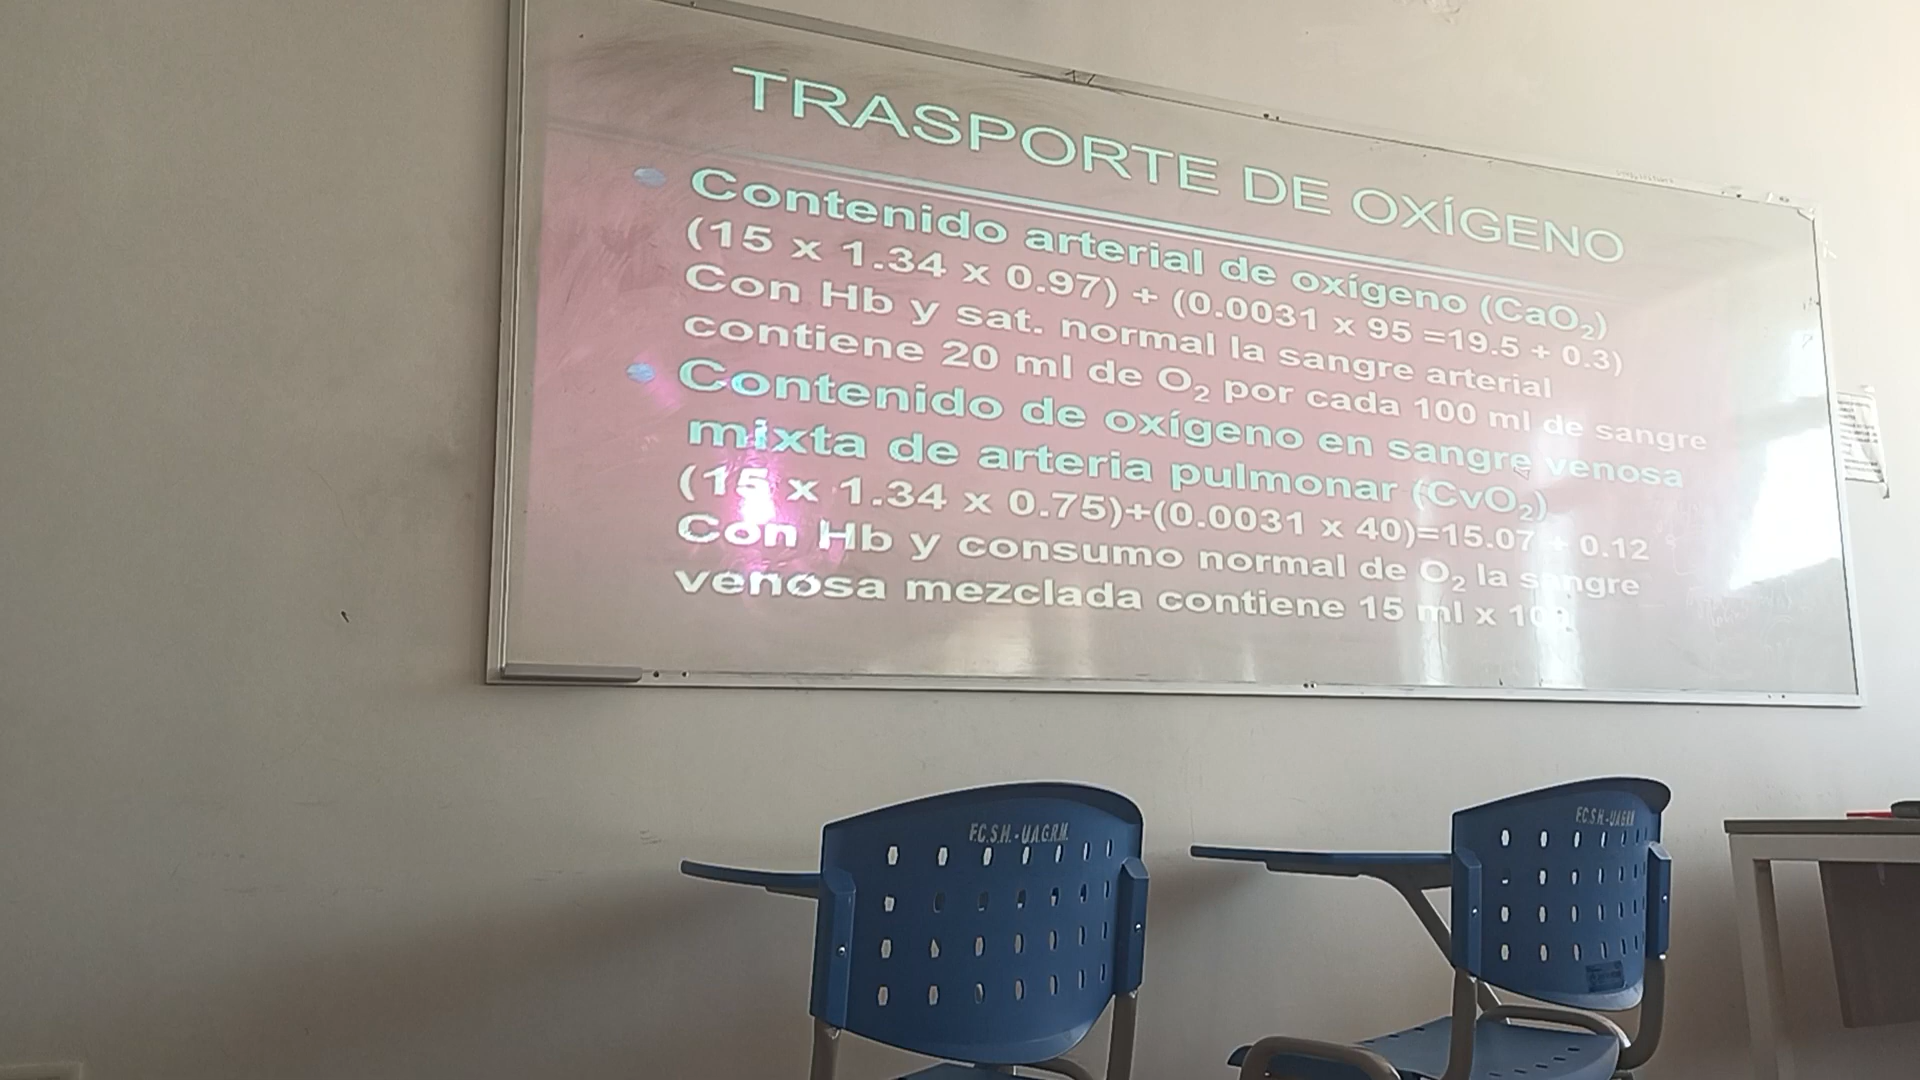 TRASPORTE DE OXÍGENO
Contenido arterial de oxígeno (CaO₂)
(15 x 1.34 x 0.97) + (0.0031 x 95 =19.5 + 0.3)
Con Hb y sat. normal la sangre arterial
contiene 20 ml de O₂ por cada 100 ml de sangre
Contenido de oxígeno en sangre venosa
mixta de arteria pulmonar (CvO₂)
(15 x 1.34 x 0.75)+(0.0031 x 40)=15.07 + 0.12
Con Hb y consumo normal de O₂ la sangre
venosa mezclada contiene 15 ml x
F.C.S.H. - U.A.G.R.M.
F.C.S.H. - U.A.G.R.M.